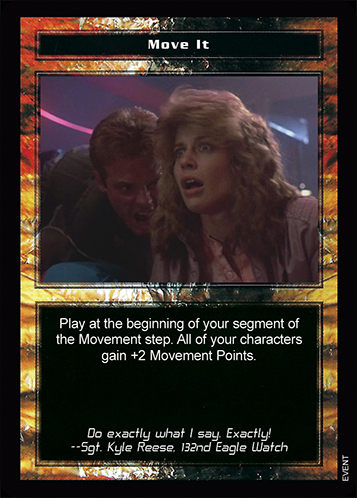 Move It
Play at the beginning of your segment of
the Movement step. All of your characters
gain +2 Movement Points.
Do exactly what I say. Exactly!
--Sgt. Kyle Reese, 132nd Eagle Watch
EVENT